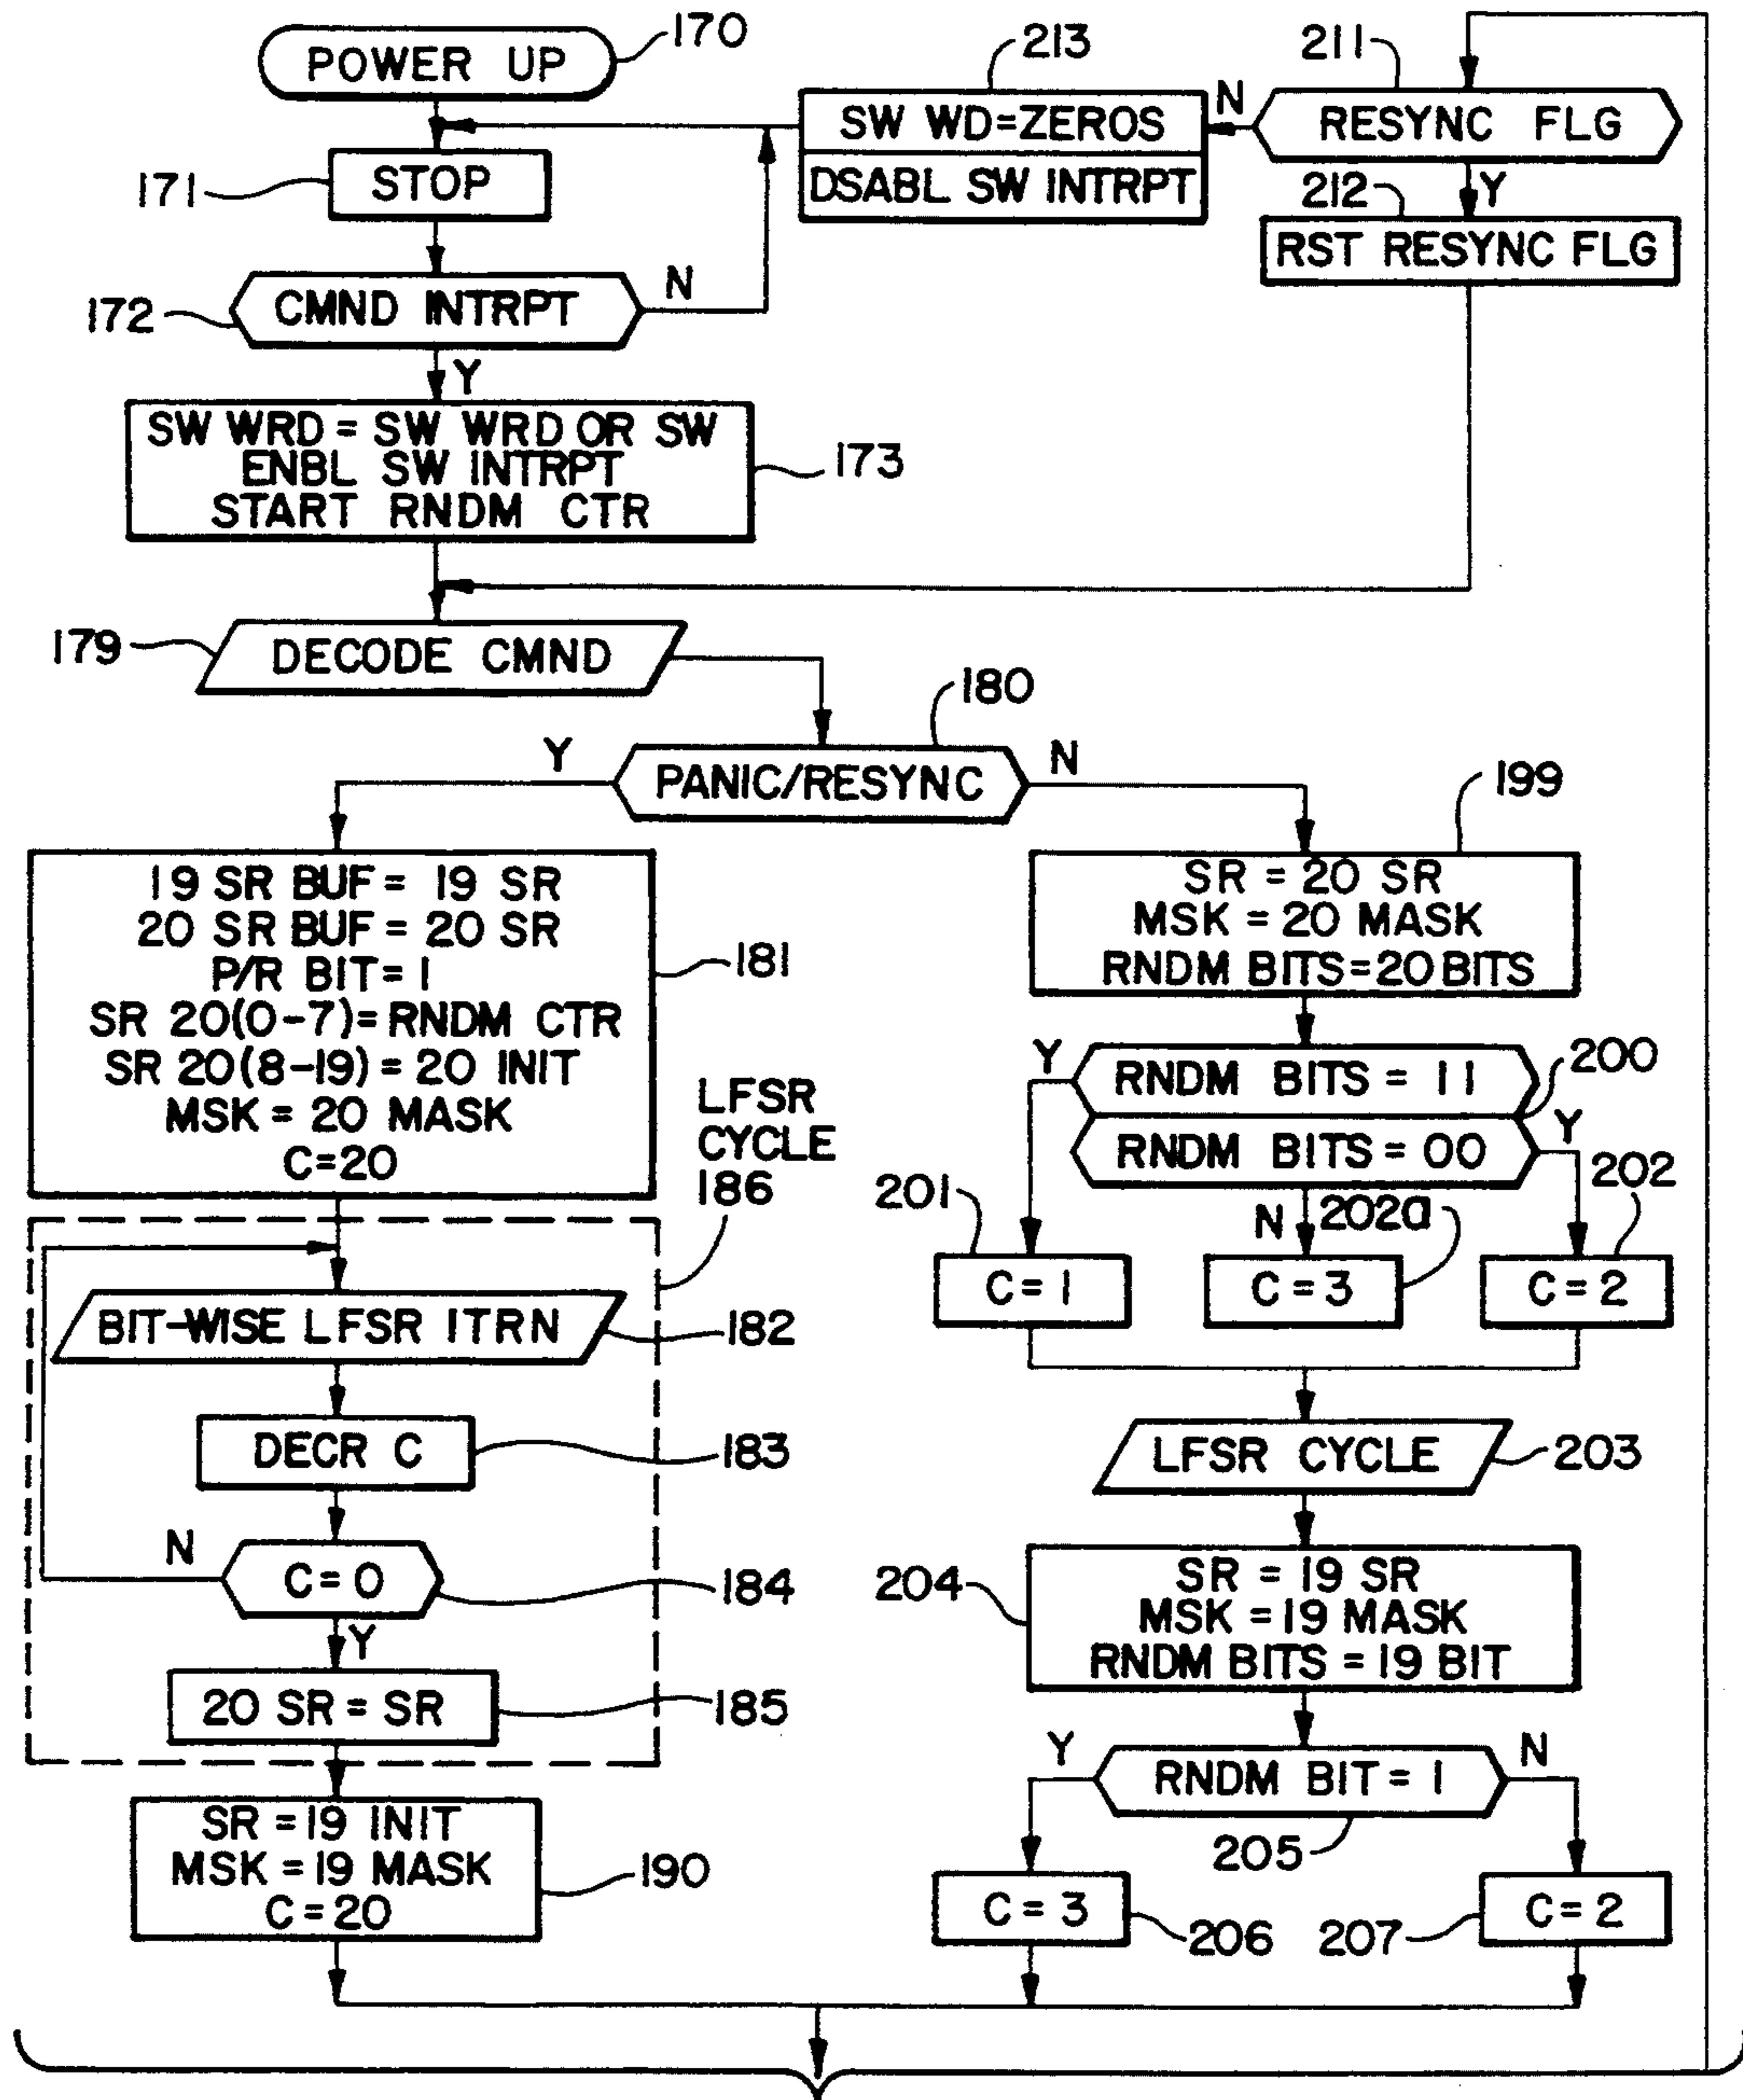 POWER UP
170
213
211
SW WD=ZEROS
N
RESYNC FLG
171
STOP
DSABL SW INTRPT
212
Y
RST RESYNC FLG
172
CMND INTRPT
N
Y
SW WRD = SW WRD OR SW
ENBL SW INTRPT
START RNDM CTR
173
179
DECODE CMND
180
Y
PANIC/RESYNC
N
199
19 SR BUF = 19 SR
20 SR BUF = 20 SR
P/R BIT = 1
SR 20(0-7)= RNDM CTR
SR 20(8-19) = 20 INIT
MSK = 20 MASK
C=20
181
SR = 20 SR
MSK = 20 MASK
RNDM BITS=20 BITS
Y
RNDM BITS = 11
200
RNDM BITS = 00
Y
LFSR
CYCLE
186
201
N
202a
202
C = 1
C = 3
C = 2
BIT-WISE LFSR ITRN
182
DECR C
183
LFSR CYCLE
203
N
C = 0
184
Y
204
SR = 19 SR
MSK = 19 MASK
RNDM BITS = 19 BIT
20 SR = SR
185
Y
RNDM BIT = 1
N
205
SR = 19 INIT
MSK = 19 MASK
C = 20
190
C = 3
206
207
C = 2